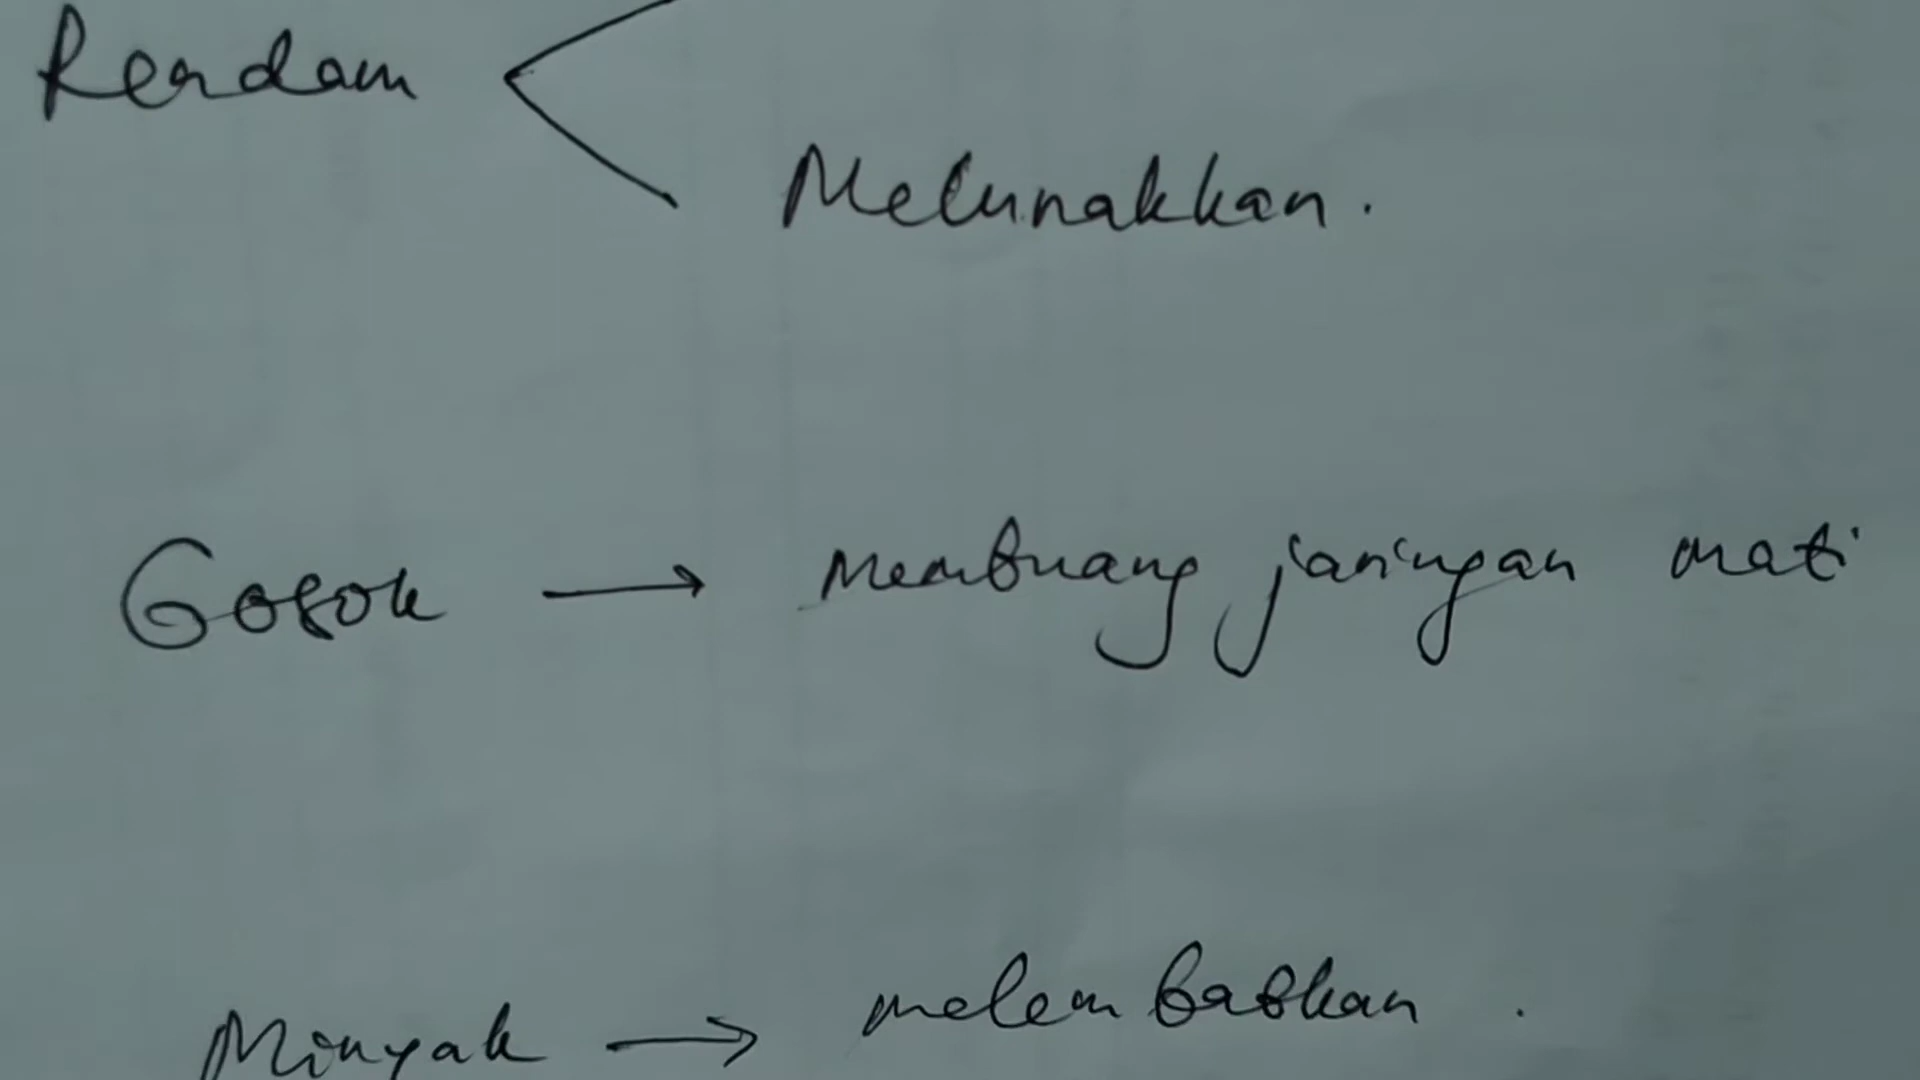 Rendam
Melunakkan.
Gosok → Membuang jaringan mati
Minyak → melembabkan.